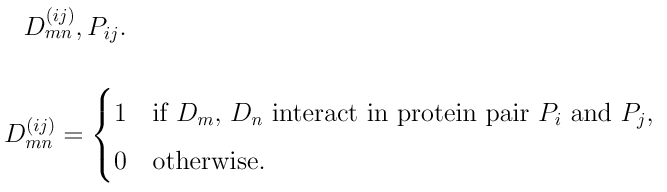 $D_{mn}^{(ij)}, P_{ij}.$
$D_{mn}^{(ij)} = \begin{cases} 1 & \text{if } D_m, D_n \text{ interact in protein pair } P_i \text{ and } P_j, \\ 0 & \text{otherwise.} \end{cases}$